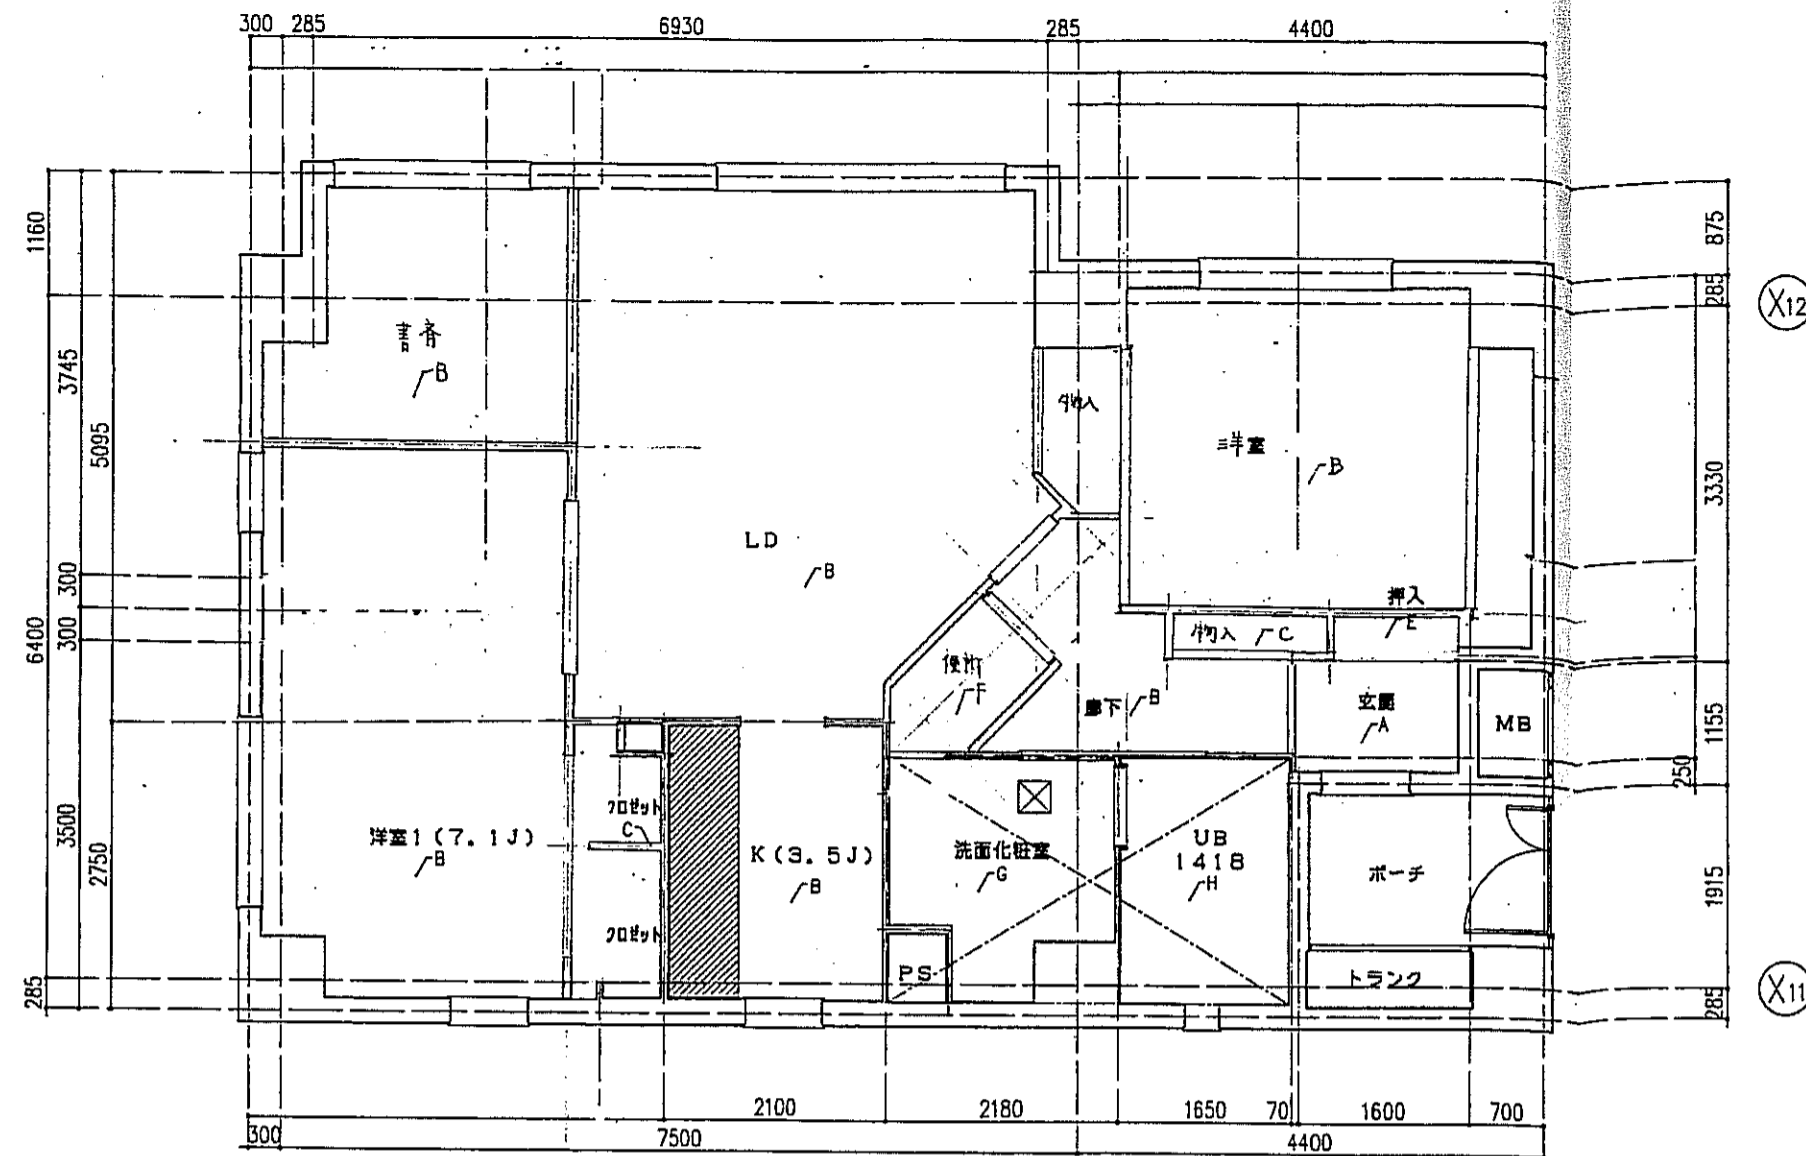 300 285 6930 285 4400
1160
875
285
X12
書斎
B
3745
5095
物入
洋室
B
3330
LD
B
300
300
6400
押入
E
物入 C
便所
F
廊下 B
玄関
A
MB
1155
250
クロゼット
C
洋室1(7.1J)
B
K(3.5J)
B
洗面化粧室
G
UB
1418
H
ポーチ
1915
3500
2750
クロゼット
PS
トランク
285
285
X11
2100 2180 1650 70 1600 700
300 7500 4400